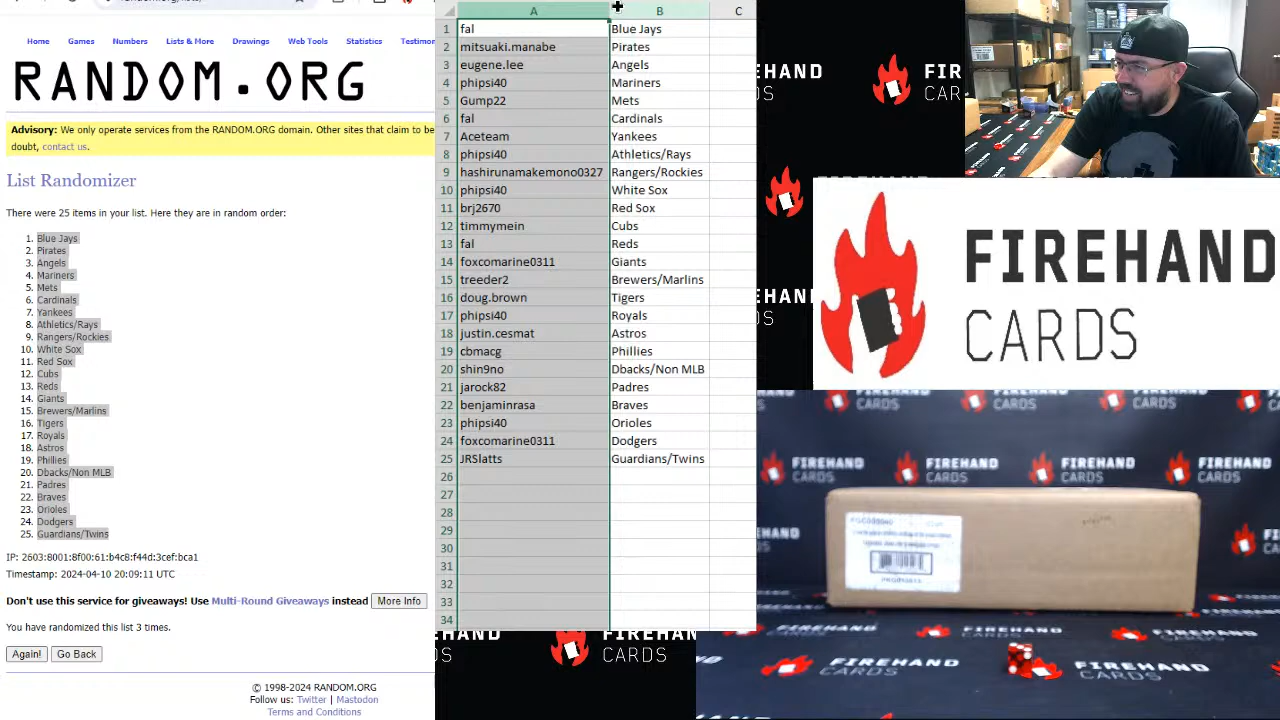 Home Games Numbers Lists & More Drawings Web Tools Statistics Testimor
RANDOM.ORG
Advisory: We only operate services from the RANDOM.ORG domain. Other sites that claim to be
doubt, contact us.
List Randomizer
There were 25 items in your list. Here they are in random order:
1. Blue Jays
2. Pirates
3. Angels
4. Mariners
5. Mets
6. Cardinals
7. Yankees
8. Athletics/Rays
9. Rangers/Rockies
10. White Sox
11. Red Sox
12. Cubs
13. Reds
14. Giants
15. Brewers/Marlins
16. Tigers
17. Royals
18. Astros
19. Phillies
20. Dbacks/Non MLB
21. Padres
22. Braves
23. Orioles
24. Dodgers
25. Guardians/Twins
IP: 2603:8001:8f00:61:b4c8:f44d:3cef:bca1
Timestamp: 2024-04-10 20:09:11 UTC
Don't use this service for giveaways! Use Multi-Round Giveaways instead More Info
You have randomized this list 3 times.
Again! Go Back
© 1998-2024 RANDOM.ORG
Follow us: Twitter | Mastodon
Terms and Conditions
A B C
1 fal Blue Jays
2 mitsuaki.manabe Pirates
3 eugene.lee Angels
4 phipsi40 Mariners
5 Gump22 Mets
6 fal Cardinals
7 Aceteam Yankees
8 phipsi40 Athletics/Rays
9 hashirunamakemono0327 Rangers/Rockies
10 phipsi40 White Sox
11 brj2670 Red Sox
12 timmymein Cubs
13 fal Reds
14 foxcomarine0311 Giants
15 treeder2 Brewers/Marlins
16 doug.brown Tigers
17 phipsi40 Royals
18 justin.cesmat Astros
19 cbmacg Phillies
20 shin9no Dbacks/Non MLB
21 jarock82 Padres
22 benjaminrasa Braves
23 phipsi40 Orioles
24 foxcomarine0311 Dodgers
25 JRSlatts Guardians/Twins
26
27
28
29
30
31
32
33
34
FIREHAND
CARDS